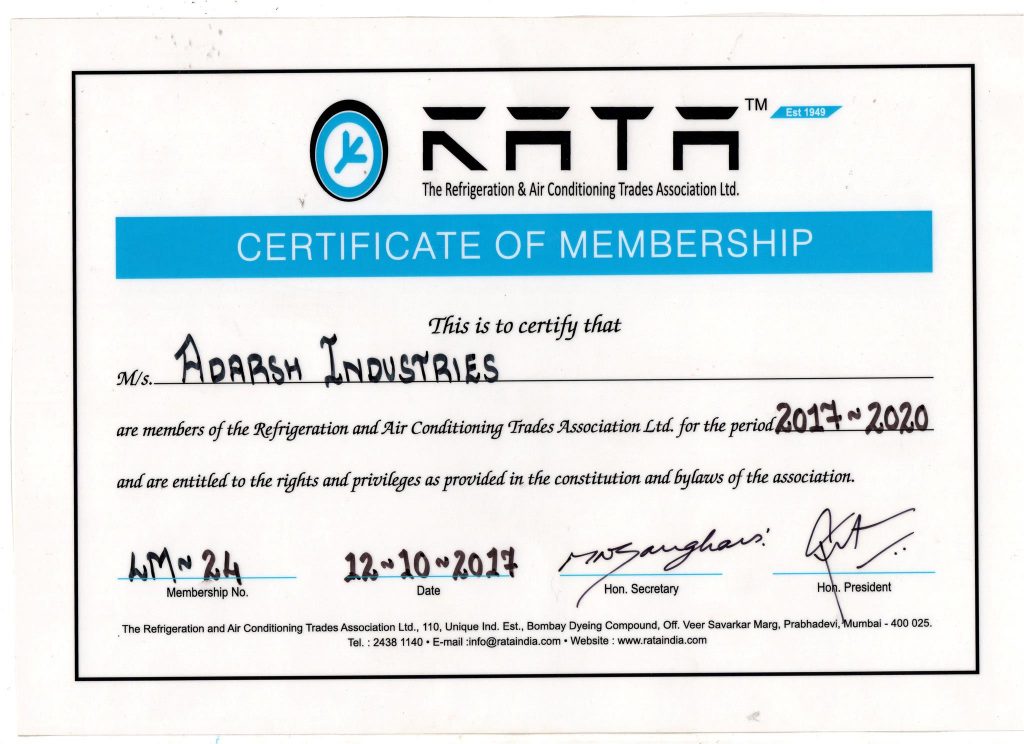 RATA TM Est 1949
The Refrigeration & Air Conditioning Trades Association Ltd.
CERTIFICATE OF MEMBERSHIP
This is to certify that
M/s. ADARSH INDUSTRIES
are members of the Refrigeration and Air Conditioning Trades Association Ltd. for the period 2017~2020
and are entitled to the rights and privileges as provided in the constitution and bylaws of the association.
LM~24 12~10~2017
Membership No. Date Hon. Secretary Hon. President
The Refrigeration and Air Conditioning Trades Association Ltd., 110, Unique Ind. Est., Bombay Dyeing Compound, Off. Veer Savarkar Marg, Prabhadevi, Mumbai - 400 025.
Tel. : 2438 1140 • E-mail :info@rataindia.com • Website : www.rataindia.com